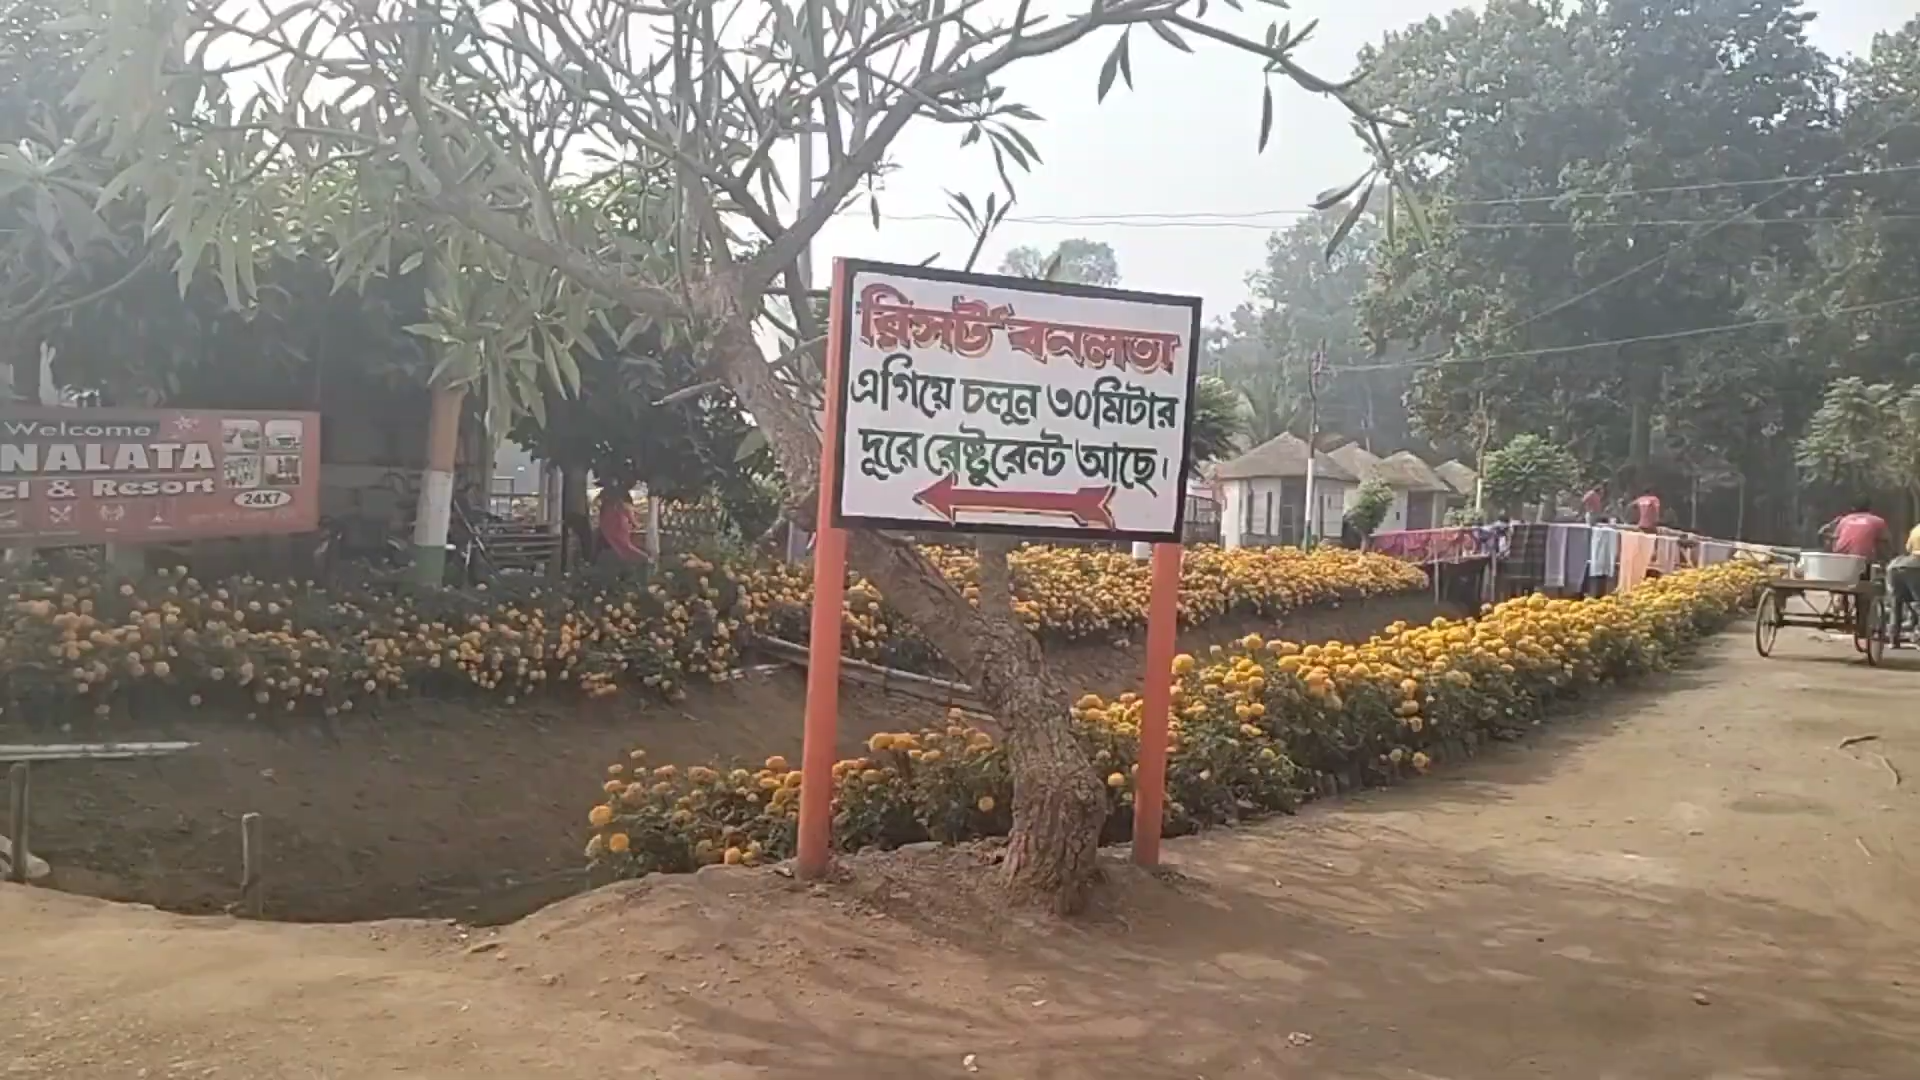 রিসর্ট বনলতা
এগিয়ে চলুন ৩০মিটার
দূরে রেষ্টুরেন্ট আছে।
Welcome
NALATA
el & Resort
24X7